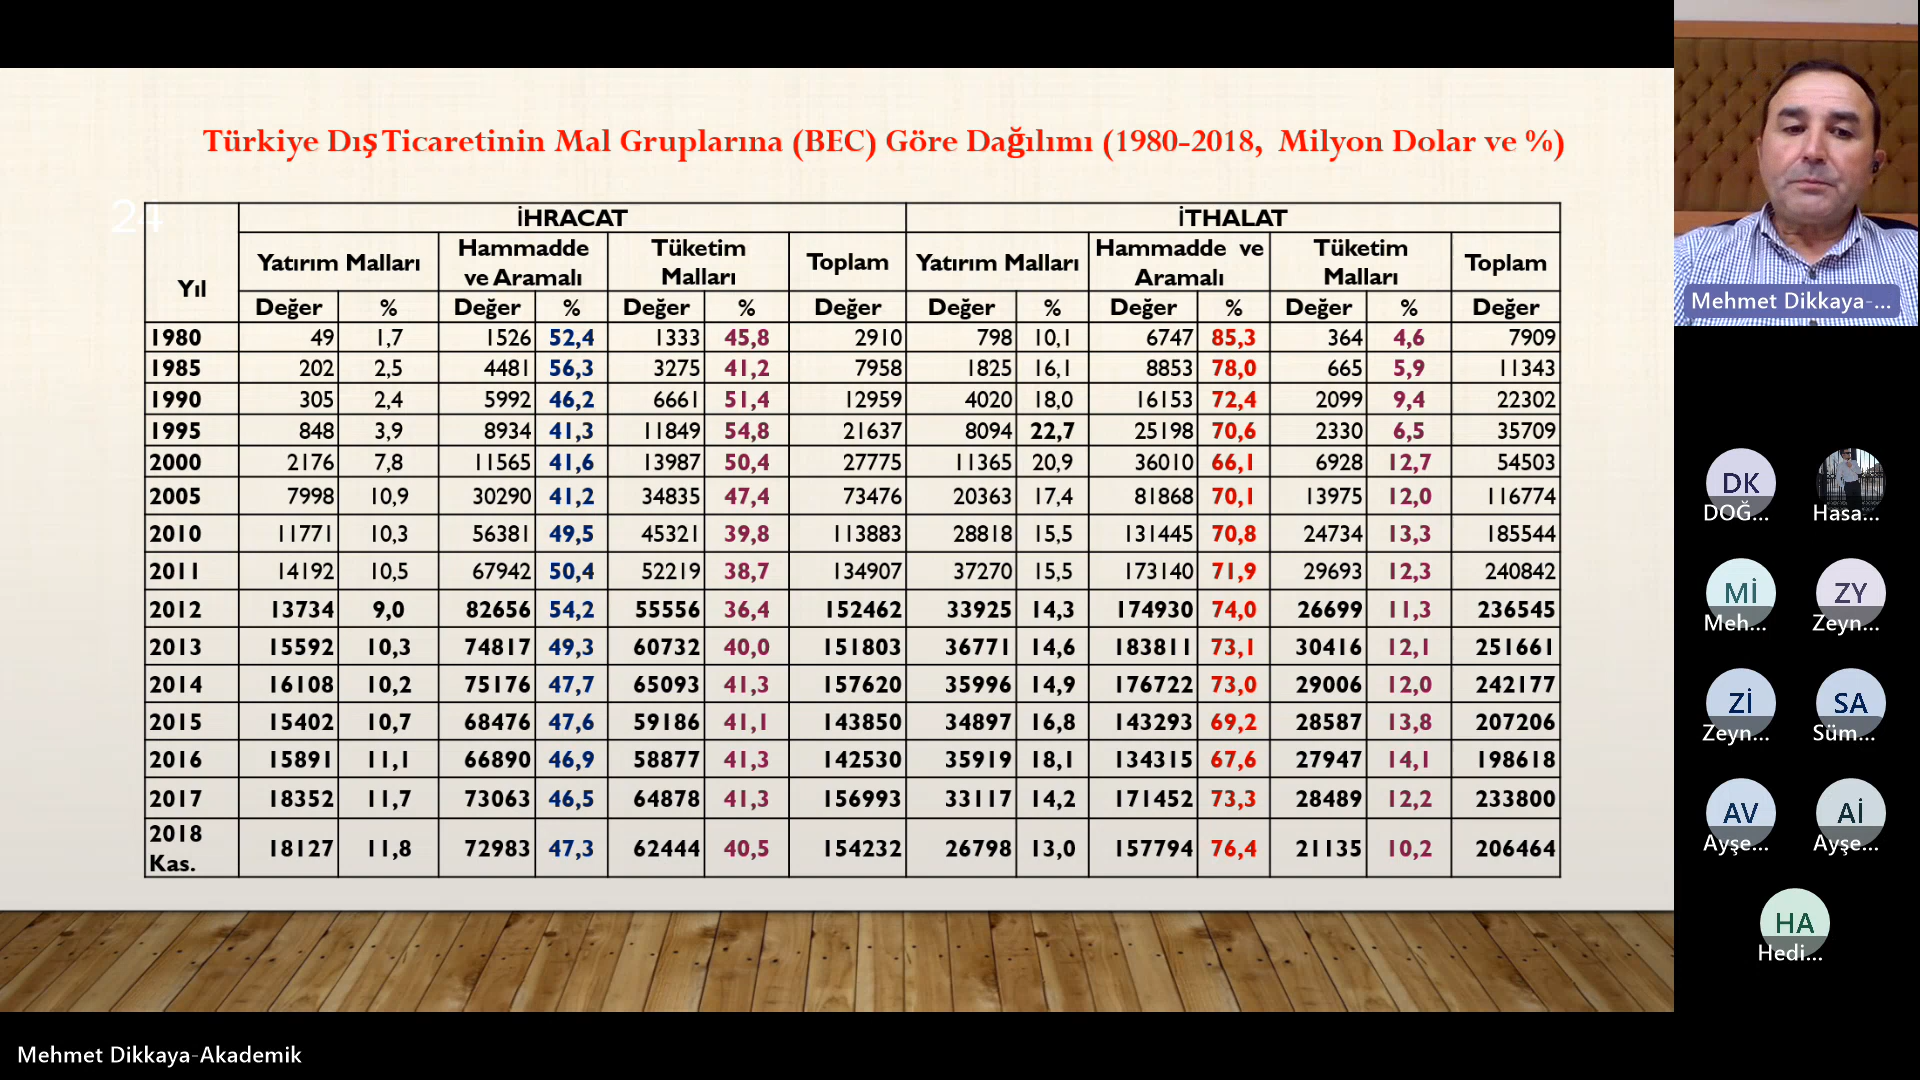 Türkiye Dış Ticaretinin Mal Gruplarına (BEC) Göre Dağılımı (1980-2018, Milyon Dolar ve %)
24
Yıl İHRACAT İTHALAT
Yatırım Malları Hammadde ve Aramalı Tüketim Malları Toplam Yatırım Malları Hammadde ve Aramalı Tüketim Malları Toplam
Değer % Değer % Değer % Değer Değer % Değer % Değer % Değer
1980 49 1,7 1526 52,4 1333 45,8 2910 798 10,1 6747 85,3 364 4,6 7909
1985 202 2,5 4481 56,3 3275 41,2 7958 1825 16,1 8853 78,0 665 5,9 11343
1990 305 2,4 5992 46,2 6661 51,4 12959 4020 18,0 16153 72,4 2099 9,4 22302
1995 848 3,9 8934 41,3 11849 54,8 21637 8094 22,7 25198 70,6 2330 6,5 35709
2000 2176 7,8 11565 41,6 13987 50,4 27775 11365 20,9 36010 66,1 6928 12,7 54503
2005 7998 10,9 30290 41,2 34835 47,4 73476 20363 17,4 81868 70,1 13975 12,0 116774
2010 11771 10,3 56381 49,5 45321 39,8 113883 28818 15,5 131445 70,8 24734 13,3 185544
2011 14192 10,5 67942 50,4 52219 38,7 134907 37270 15,5 173140 71,9 29693 12,3 240842
2012 13734 9,0 82656 54,2 55556 36,4 152462 33925 14,3 174930 74,0 26699 11,3 236545
2013 15592 10,3 74817 49,3 60732 40,0 151803 36771 14,6 183811 73,1 30416 12,1 251661
2014 16108 10,2 75176 47,7 65093 41,3 157620 35996 14,9 176722 73,0 29006 12,0 242177
2015 15402 10,7 68476 47,6 59186 41,1 143850 34897 16,8 143293 69,2 28587 13,8 207206
2016 15891 11,1 66890 46,9 58877 41,3 142530 35919 18,1 134315 67,6 27947 14,1 198618
2017 18352 11,7 73063 46,5 64878 41,3 156993 33117 14,2 171452 73,3 28489 12,2 233800
2018 Kas. 18127 11,8 72983 47,3 62444 40,5 154232 26798 13,0 157794 76,4 21135 10,2 206464
Mehmet Dikkaya-...
DK
DOĞ...
Hasa...
Mİ
Meh...
ZY
Zeyn...
Zİ
Zeyn...
SA
Süm...
AV
Ayşe...
Aİ
Ayşe...
HA
Hedi...
Mehmet Dikkaya-Akademik